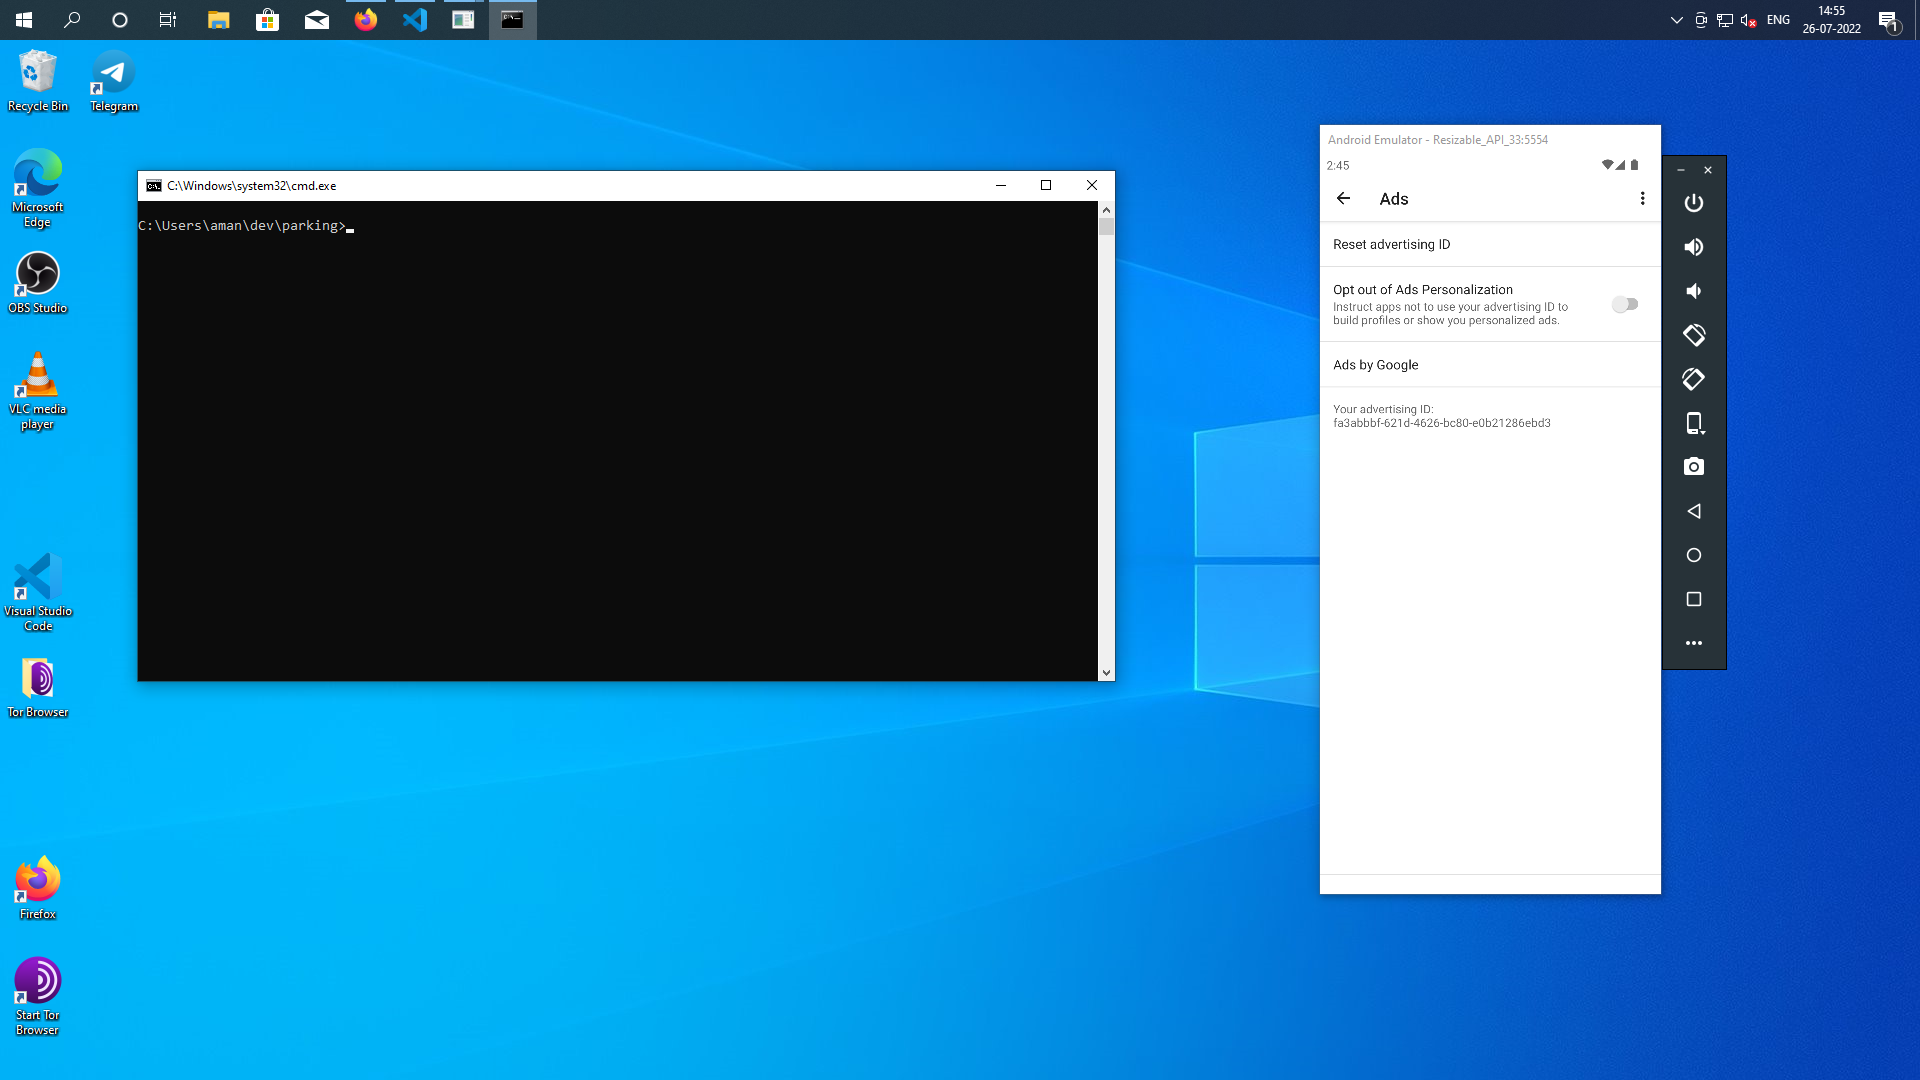 ENG
14:55
26-07-2022
1
Recycle Bin
Telegram
Microsoft
Edge
OBS Studio
VLC media
player
Visual Studio
Code
Tor Browser
Firefox
Start Tor
Browser
C:\Windows\system32\cmd.exe
C:\Users\aman\dev\parking>
Android Emulator - Resizable_API_33:5554
2:45
Ads
Reset advertising ID
Opt out of Ads Personalization
Instruct apps not to use your advertising ID to
build profiles or show you personalized ads.
Ads by Google
Your advertising ID:
fa3abbbf-621d-4626-bc80-e0b21286ebd3